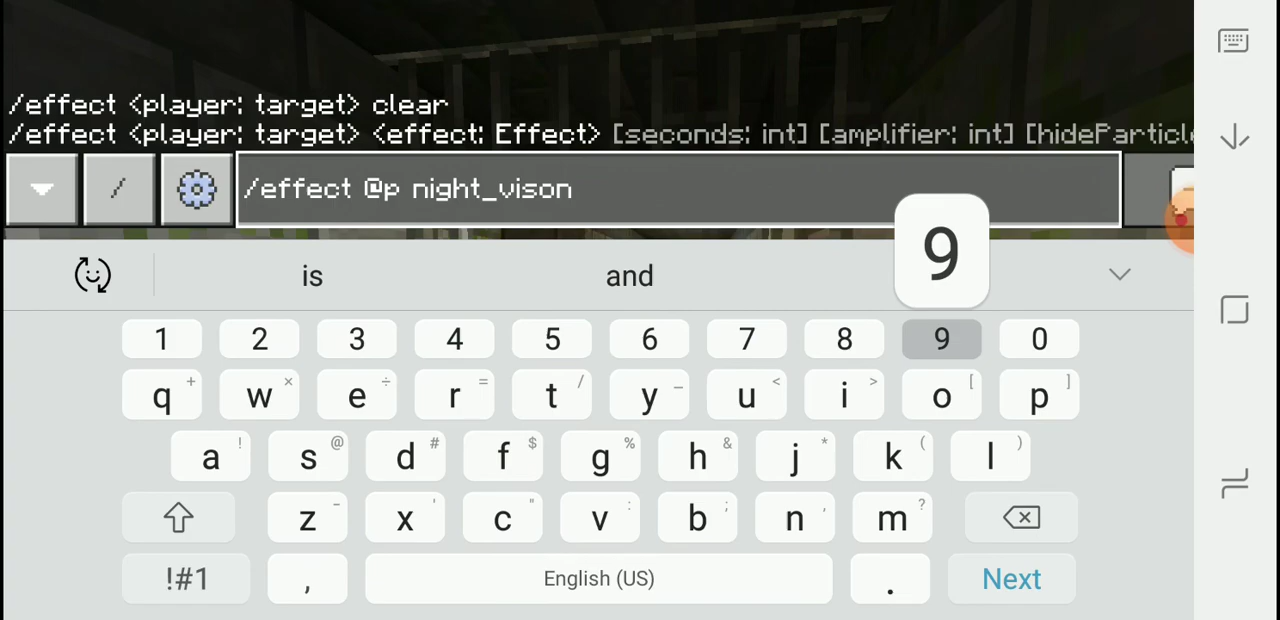 /effect <player: target> clear
/effect <player: target> <effect: Effect> [seconds: int] [amplifier: int] [hideParticle
/ /effect @p night_vison
9
is and
1 2 3 4 5 6 7 8 9 0
q + w × e ÷ r = t / y _ u < i > o [ p ]
a ! s @ d # f $ g % h & j * k ( l )
z - x ' c " v : b ; n , m ?
!#1 , English (US) . Next